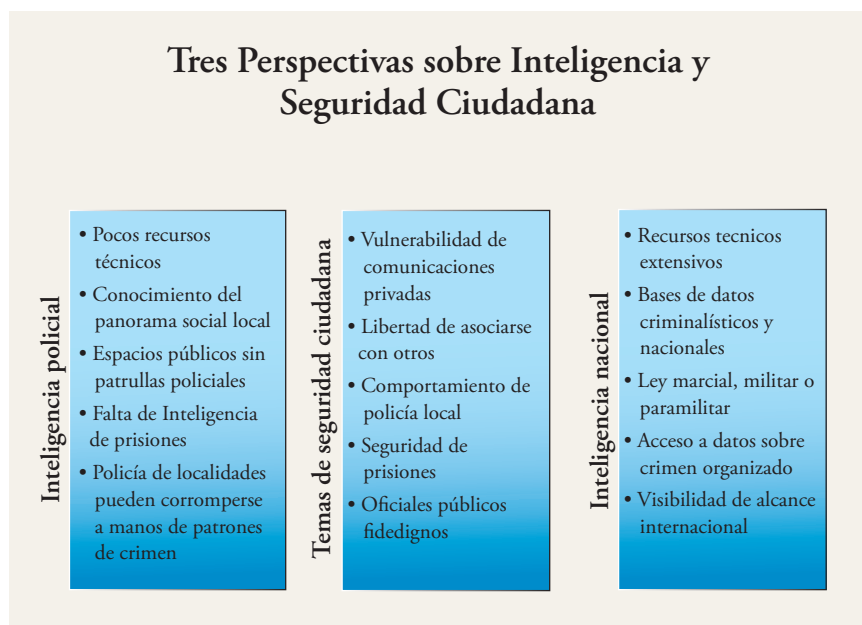 Tres Perspectivas sobre Inteligencia y
Seguridad Ciudadana
Inteligencia policial
• Pocos recursos
técnicos
• Conocimiento del
panorama social local
• Espacios públicos sin
patrullas policiales
• Falta de Inteligencia
de prisiones
• Policía de localidades
pueden corromperse
a manos de patrones
de crimen
Temas de seguridad ciudadana
• Vulnerabilidad de
comunicaciones
privadas
• Libertad de asociarse
con otros
• Comportamiento de
policía local
• Seguridad de
prisiones
• Oficiales públicos
fidedignos
Inteligencia nacional
• Recursos tecnicos
extensivos
• Bases de datos
criminalísticos y
nacionales
• Ley marcial, militar o
paramilitar
• Acceso a datos sobre
crimen organizado
• Visibilidad de alcance
internacional